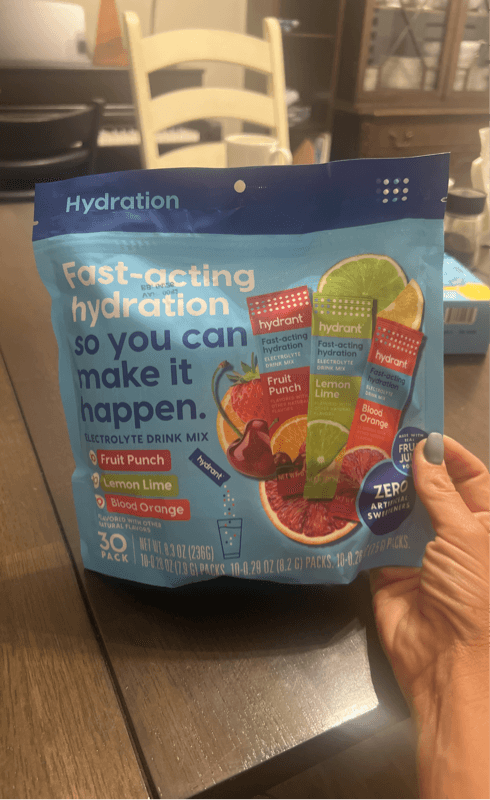 Hydration
Fast-acting
hydration
so you can
make it
happen.
ELECTROLYTE DRINK MIX
Fruit Punch
Lemon Lime
Blood Orange
FLAVORED WITH OTHER
NATURAL FLAVORS
30
PACK
NET WT. 8.3 OZ (236G)
hydrant
hydrant
Fast-acting
hydration
ELECTROLYTE
DRINK MIX
Fruit
Punch
hydrant
Fast-acting
hydration
ELECTROLYTE
DRINK MIX
Lemon
Lime
hydrant
Fast-acting
hydration
Blood
Orange
ZERO
ARTIFICIAL
SWEETENERS